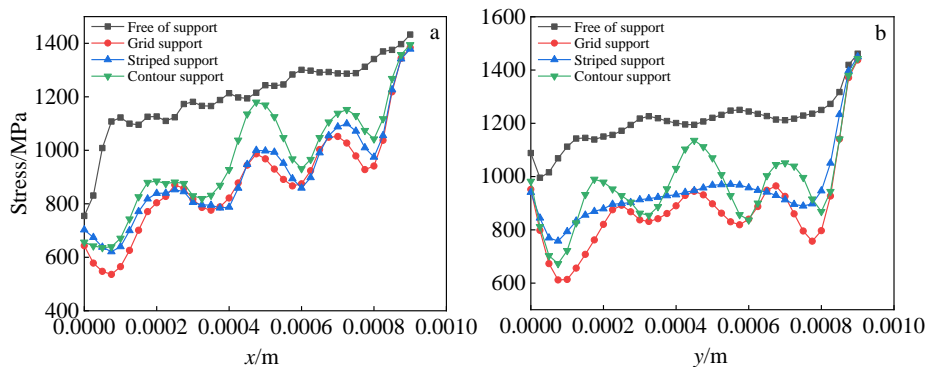 a
Free of support
Grid support
Striped support
Contour support
1400
1200
1000
800
600
400
Stress/MPa
0.0000 0.0002 0.0004 0.0006 0.0008 0.0010
x/m
b
Free of support
Grid support
Striped support
Contour support
1600
1400
1200
1000
800
600
0.0000 0.0002 0.0004 0.0006 0.0008 0.0010
y/m